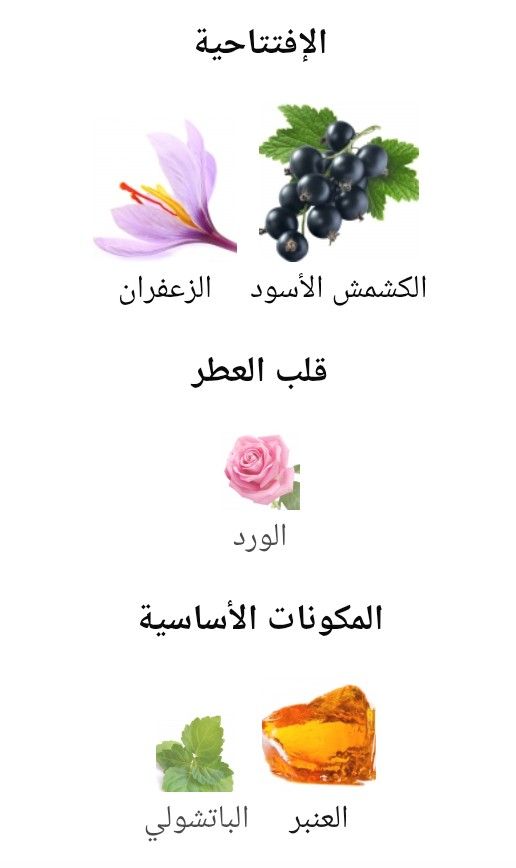 الإفتتاحية
الكشمش الأسود الزعفران
قلب العطر
الورد
المكونات الأساسية
العنبر الباتشولي